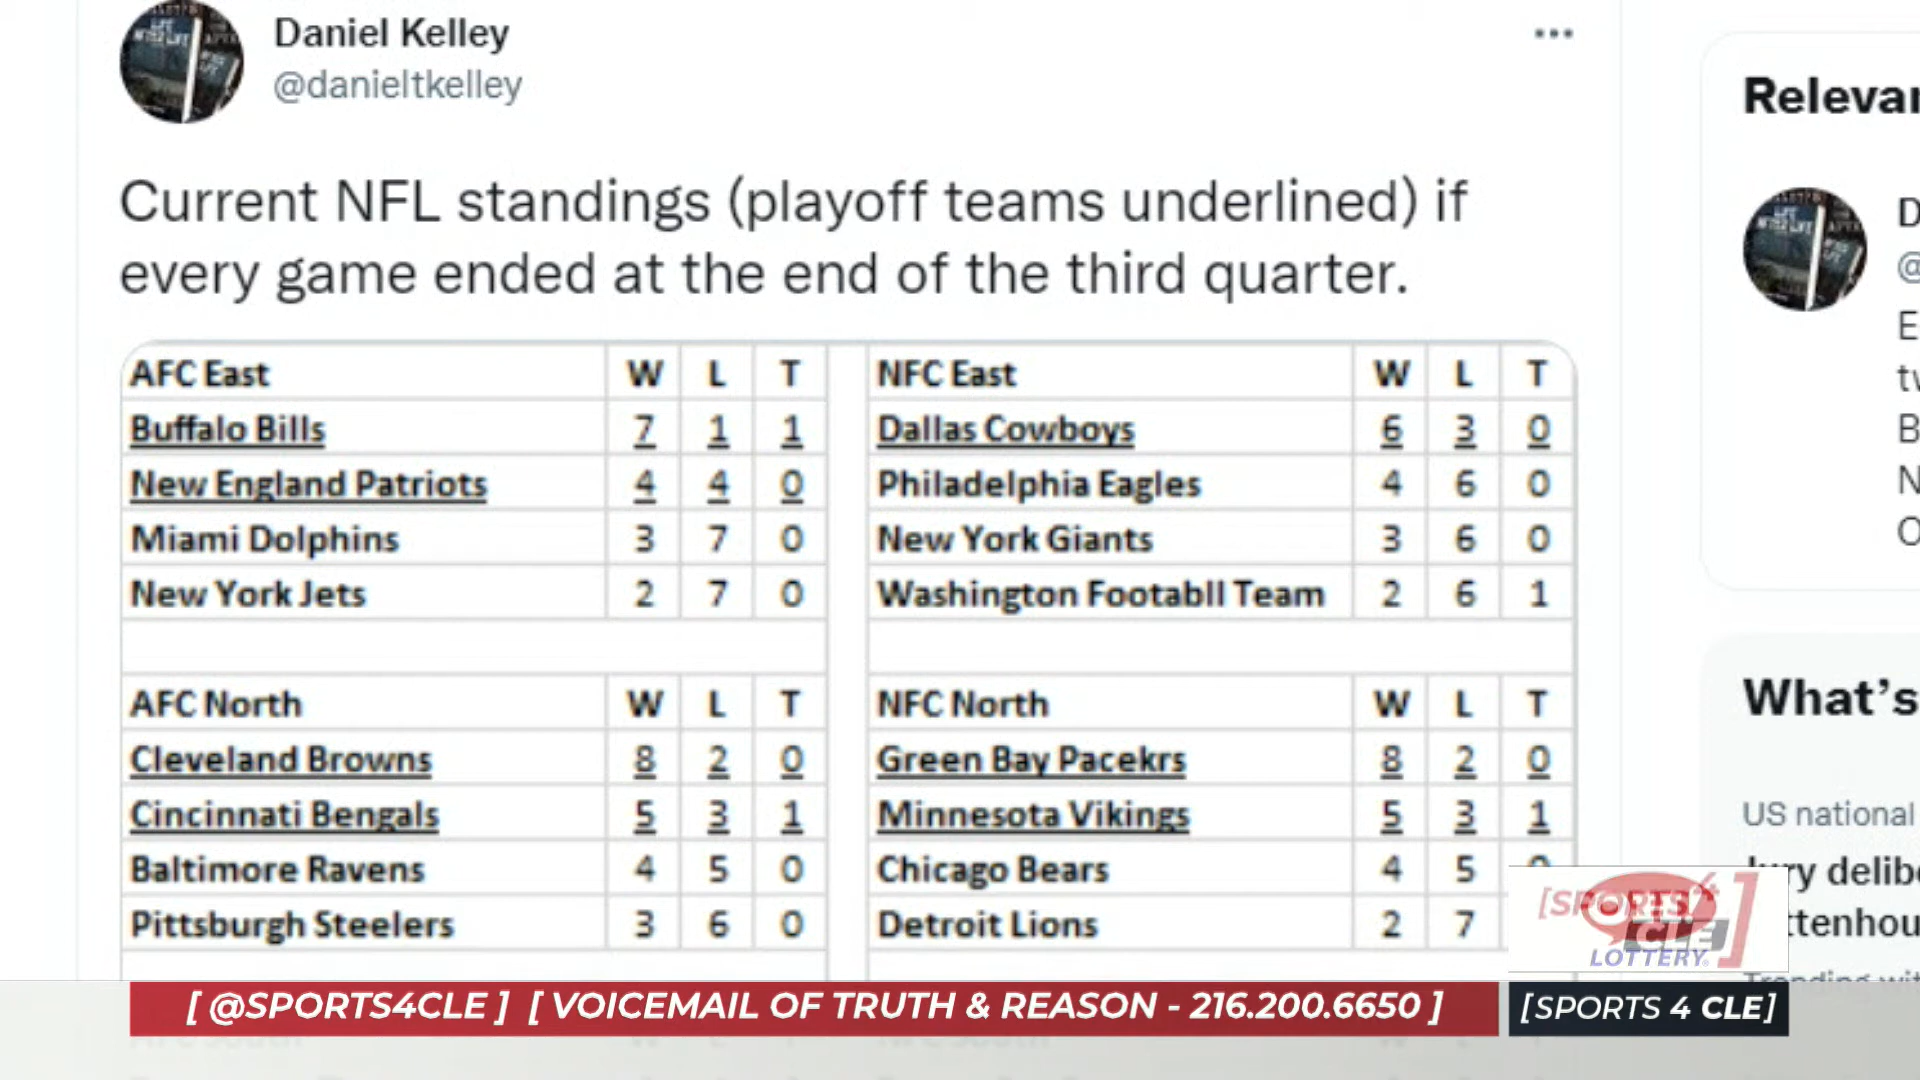 Daniel Kelley
@danieltkelley
Current NFL standings (playoff teams underlined) if
every game ended at the end of the third quarter.
AFC East W L T NFC East W L T
Buffalo Bills 7 1 1 Dallas Cowboys 6 3 0
New England Patriots 4 4 0 Philadelphia Eagles 4 6 0
Miami Dolphins 3 7 0 New York Giants 3 6 0
New York Jets 2 7 0 Washington Footabll Team 2 6 1
AFC North W L T NFC North W L T
Cleveland Browns 8 2 0 Green Bay Pacekrs 8 2 0
Cincinnati Bengals 5 3 1 Minnesota Vikings 5 3 1
Baltimore Ravens 4 5 0 Chicago Bears 4 5
Pittsburgh Steelers 3 6 0 Detroit Lions 2 7
Relevan
D
@
E
tv
B
N
O
What's
US national
ry delibe
ttenhou
LOTTERY
[ @SPORTS4CLE ] [ VOICEMAIL OF TRUTH & REASON - 216.200.6650 ]
[SPORTS 4 CLE]